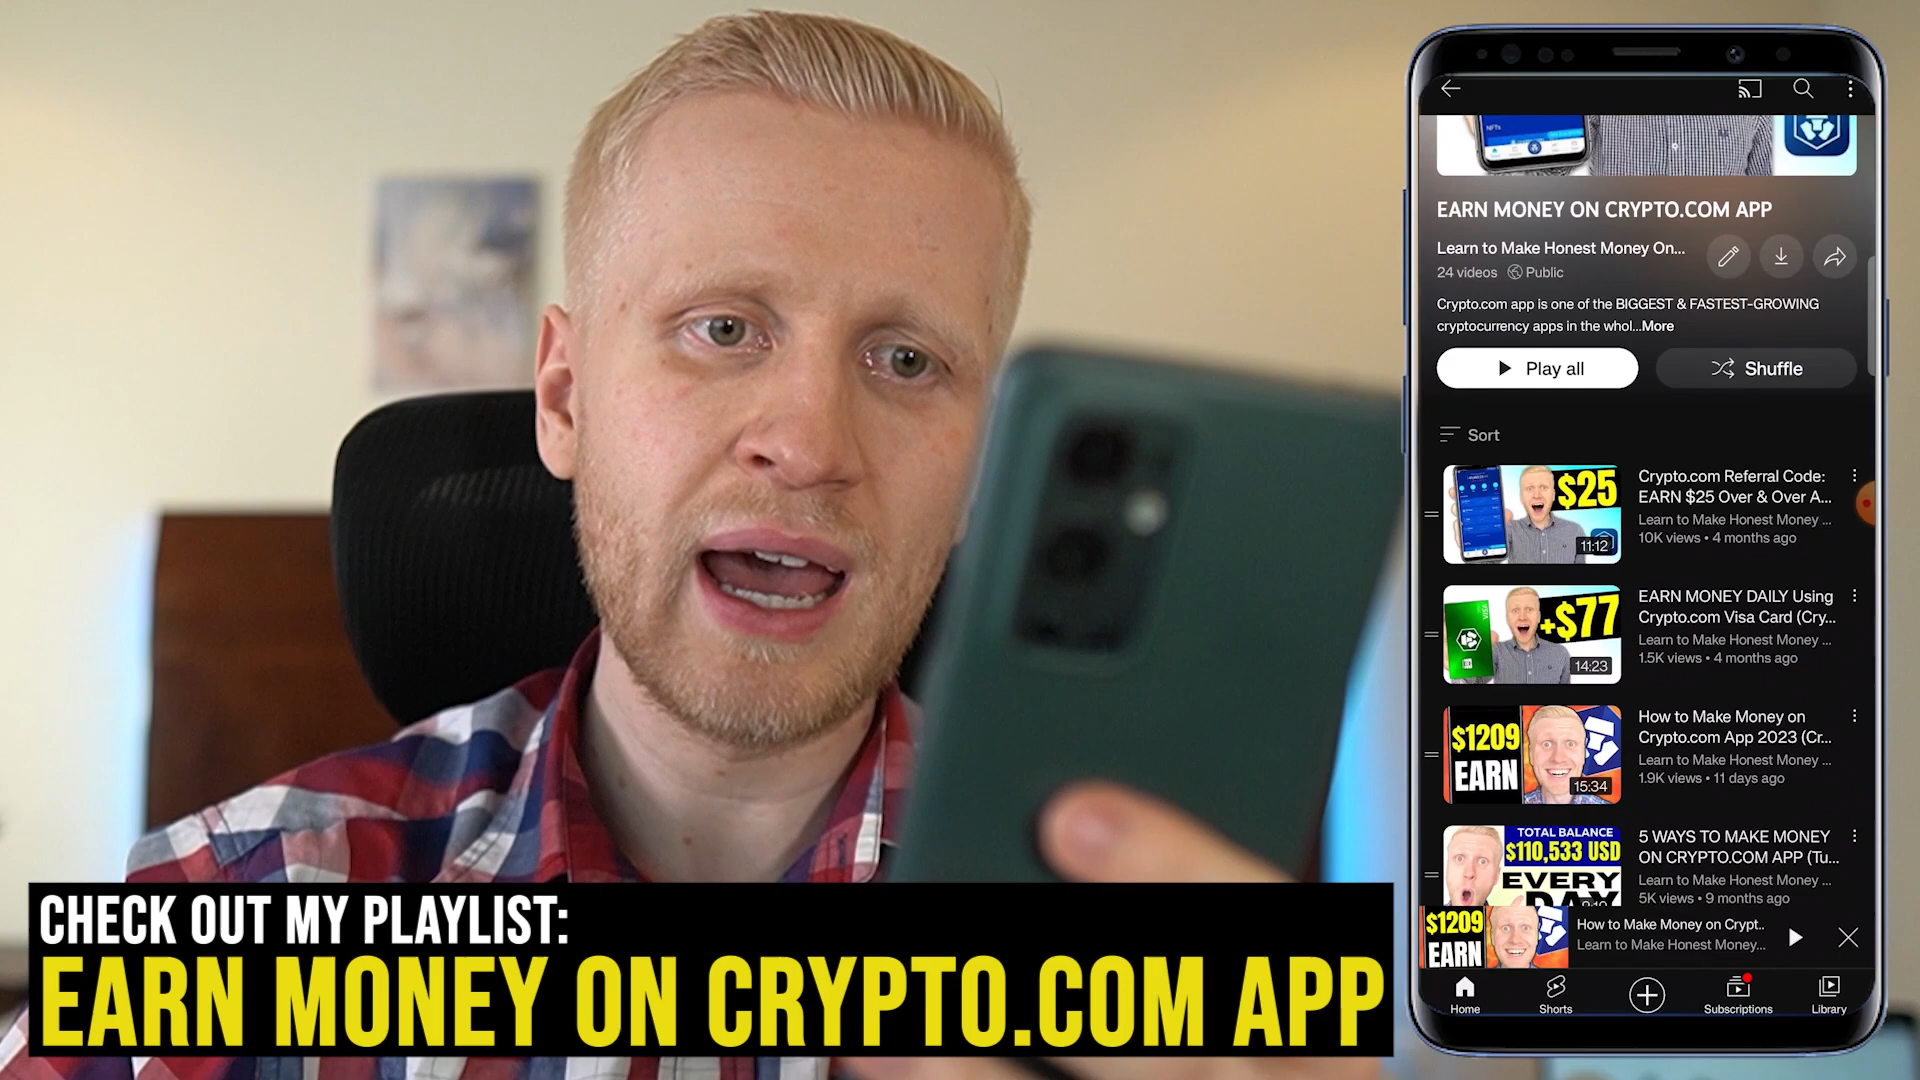 CHECK OUT MY PLAYLIST:
EARN MONEY ON CRYPTO.COM APP
NFTs
EARN MONEY ON CRYPTO.COM APP
Learn to Make Honest Money On...
24 videos Public
Crypto.com app is one of the BIGGEST & FASTEST-GROWING
cryptocurrency apps in the whol...More
Play all
Shuffle
Sort
$25
11:12
Crypto.com Referral Code:
EARN $25 Over & Over A...
Learn to Make Honest Money ...
10K views • 4 months ago
VISA
+$77
14:23
EARN MONEY DAILY Using
Crypto.com Visa Card (Cry...
Learn to Make Honest Money ...
1.5K views • 4 months ago
$1209
EARN
15:34
How to Make Money on
Crypto.com App 2023 (Cr...
Learn to Make Honest Money ...
1.9K views • 11 days ago
TOTAL BALANCE
$110,533 USD
EVERY
DAY
5 WAYS TO MAKE MONEY
ON CRYPTO.COM APP (Tu...
Learn to Make Honest Money ...
5K views • 9 months ago
$1209
EARN
How to Make Money on Crypt..
Learn to Make Honest Money...
Home
Shorts
Subscriptions
Library